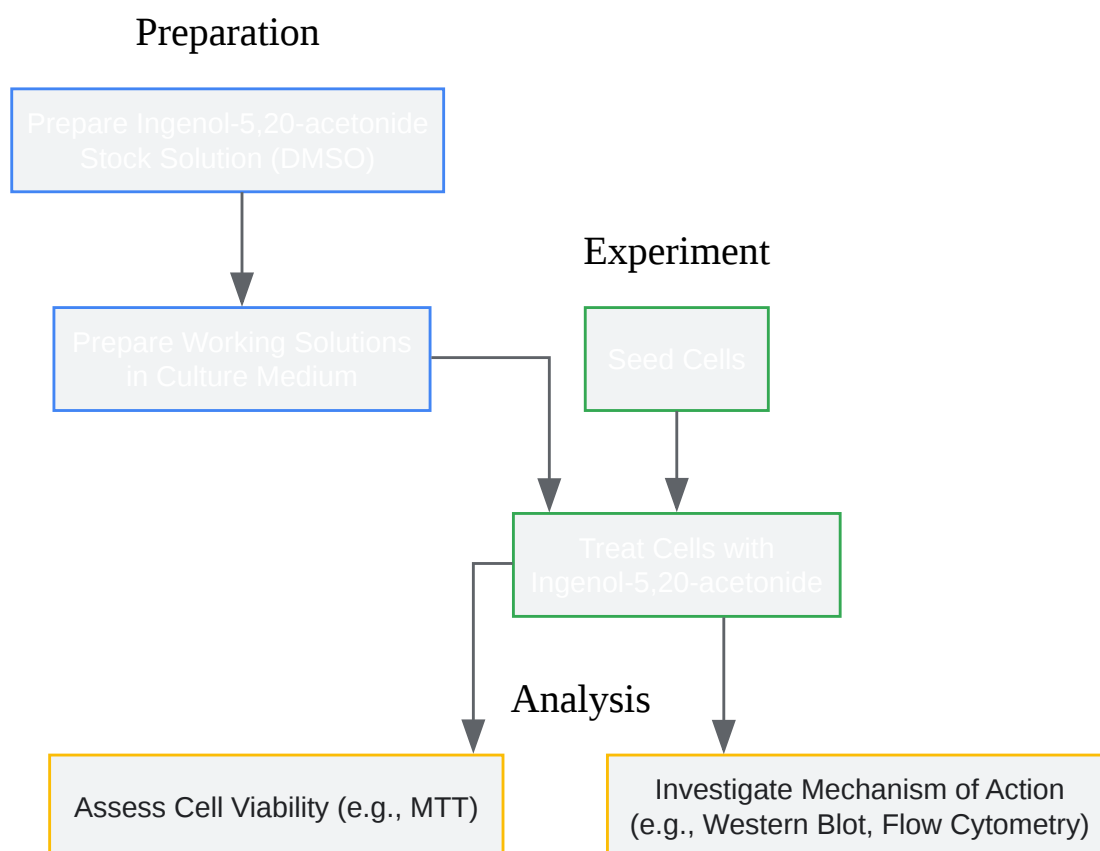 Preparation
Prepare Ingenol-5,20-acetonide
Stock Solution (DMSO)
Experiment
Prepare Working Solutions
in Culture Medium
Seed Cells
Treat Cells with
Ingenol-5,20-acetonide
Analysis
Assess Cell Viability (e.g., MTT)
Investigate Mechanism of Action
(e.g., Western Blot, Flow Cytometry)